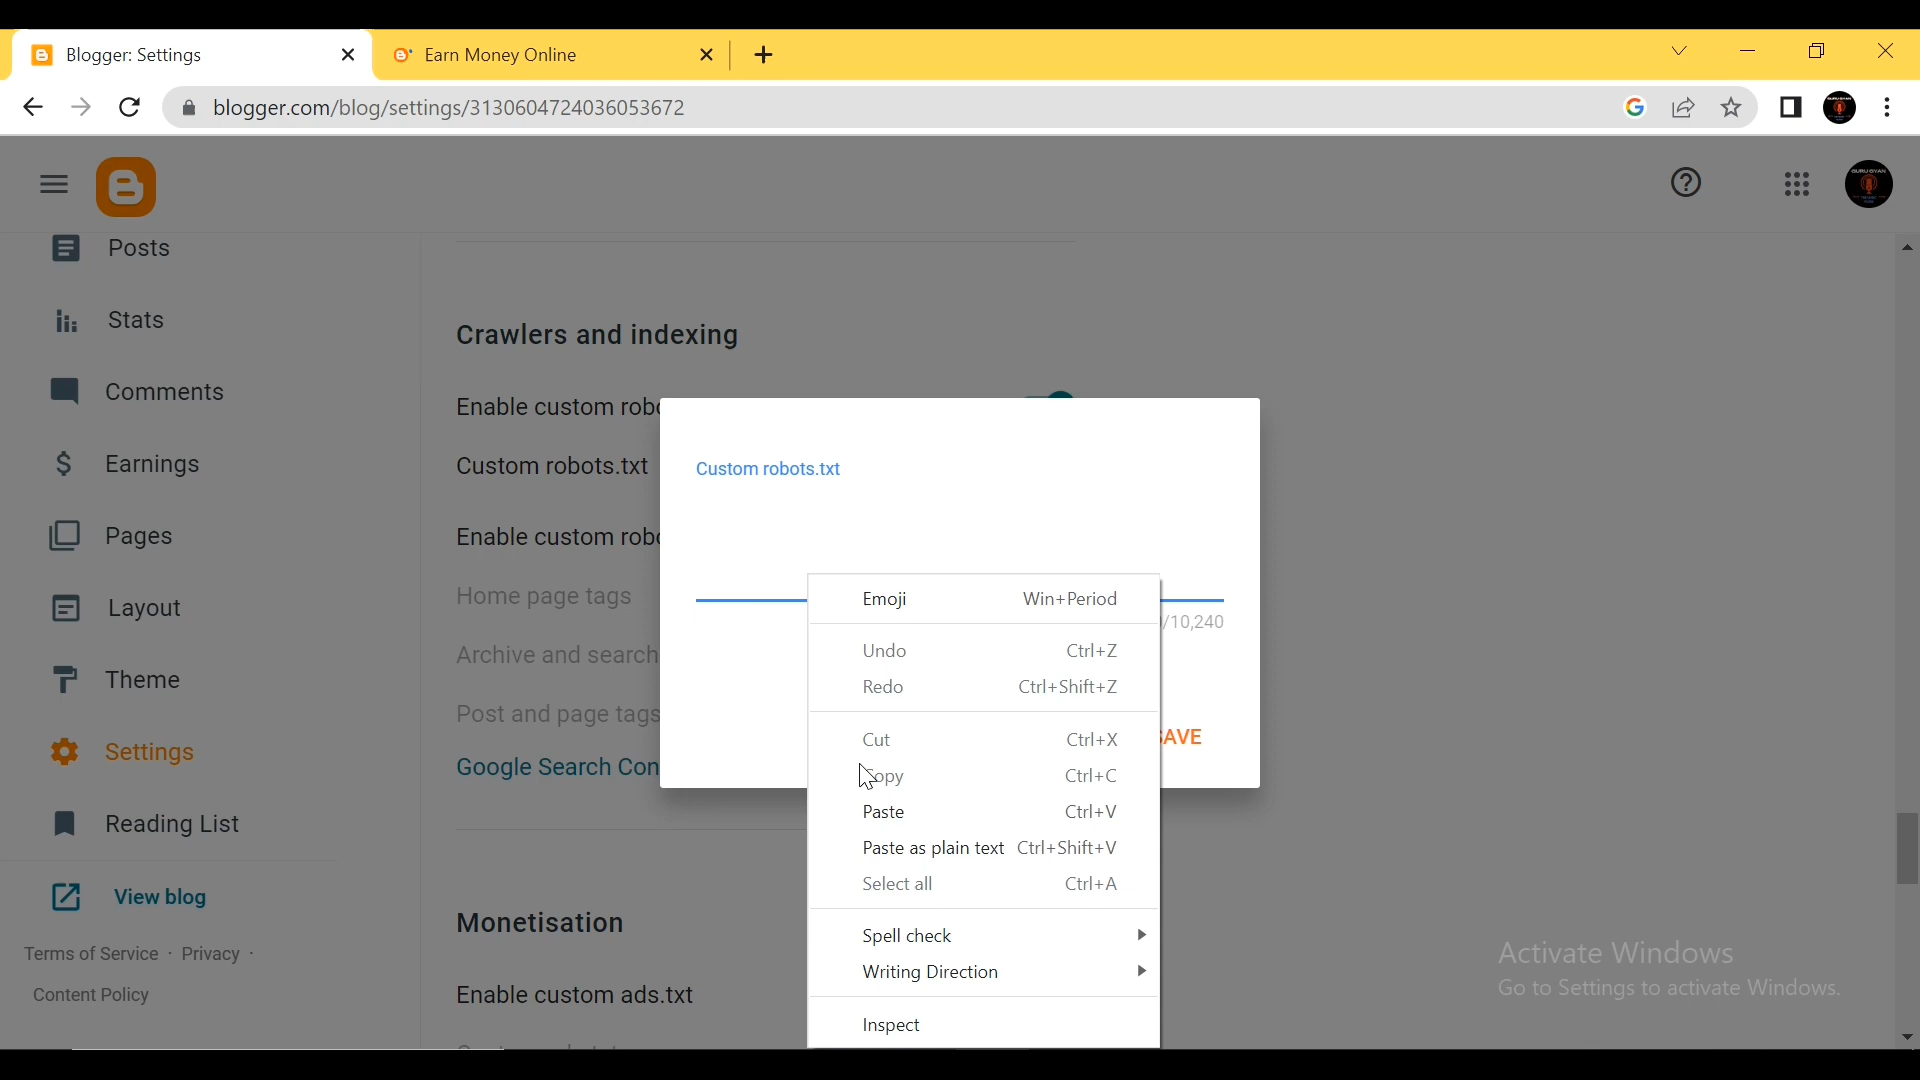 Blogger: Settings
Earn Money Online
blogger.com/blog/settings/3130604724036053672
Posts
Stats
Comments
Earnings
Pages
Layout
Theme
Settings
Reading List
View blog
Terms of Service · Privacy ·
Content Policy
Crawlers and indexing
Enable custom robo
Custom robots.txt
Enable custom robo
Home page tags
Archive and search
Post and page tags
Google Search Con
Monetisation
Enable custom ads.txt
Custom robots.txt
/10,240
SAVE
Emoji Win+Period
Undo Ctrl+Z
Redo Ctrl+Shift+Z
Cut Ctrl+X
Copy Ctrl+C
Paste Ctrl+V
Paste as plain text Ctrl+Shift+V
Select all Ctrl+A
Spell check
Writing Direction
Inspect
Activate Windows
Go to Settings to activate Windows.